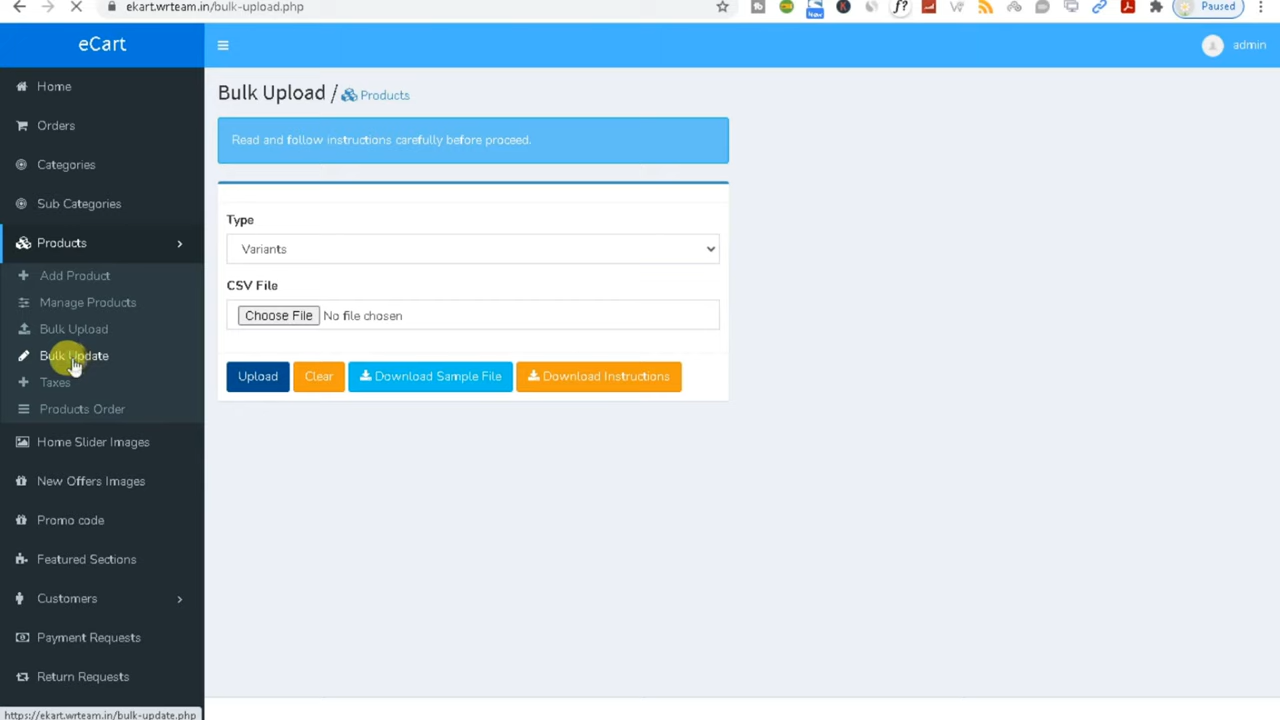 ekart.wrteam.in/bulk-upload.php
Paused
eCart
admin
Home
Orders
Categories
Sub Categories
Products
Add Product
Manage Products
Bulk Upload
Bulk Update
Taxes
Products Order
Home Slider Images
New Offers Images
Promo code
Featured Sections
Customers
Payment Requests
Return Requests
Bulk Upload / Products
Read and follow instructions carefully before proceed.
Type
Variants
CSV File
Choose File No file chosen
Upload Clear Download Sample File Download Instructions
https://ekart.wrteam.in/bulk-update.php